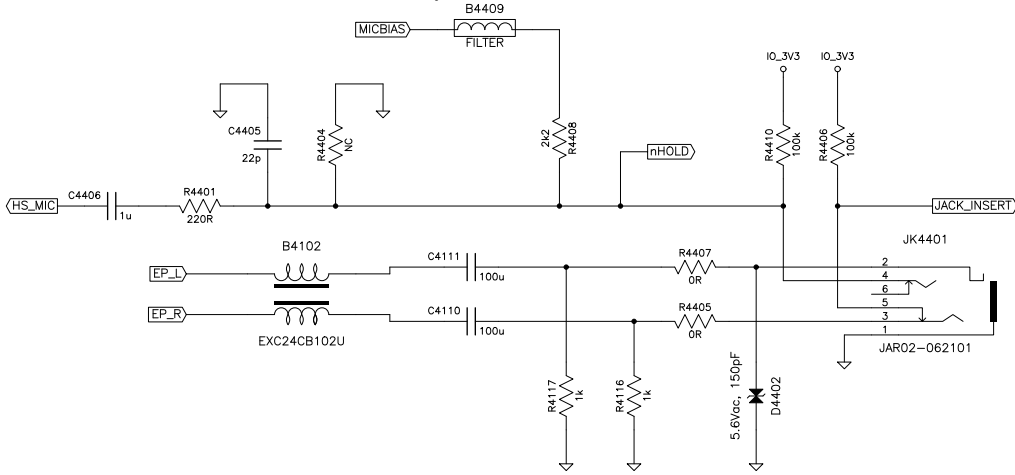 B4409
MICBIAS
FILTER
IO_3V3
IO_3V3
C4405
22p
R4404
NC
2k2
R4408
nHOLD
R4410
100k
R4406
100k
HS_MIC
C4406
1u
R4401
220R
JACK_INSERT
JK4401
B4102
EP_L
EP_R
EXC24CB102U
C4111
100u
C4110
100u
R4407
0R
R4405
0R
2
4
6
5
3
1
JAR02-062101
R4117
1k
R4116
1k
5.6Vac, 150pF
D4402